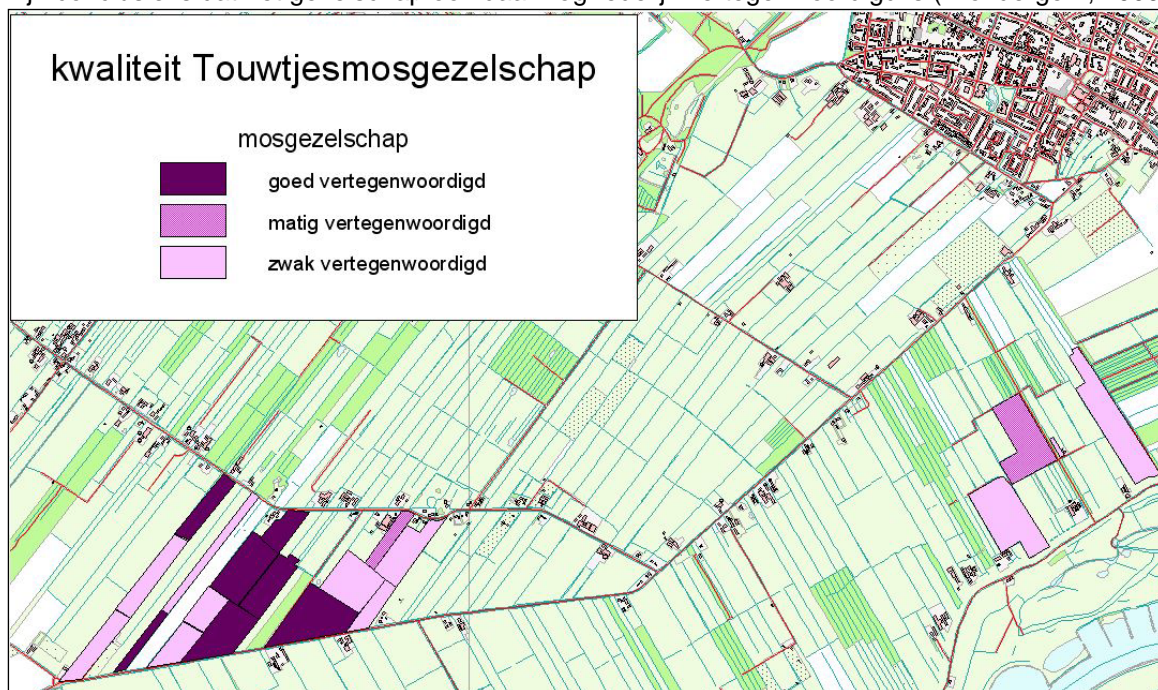 kwaliteit Touwtjesmosgezelschap
mosgezelschap
goed vertegenwoordigd
matig vertegenwoordigd
zwak vertegenwoordigd